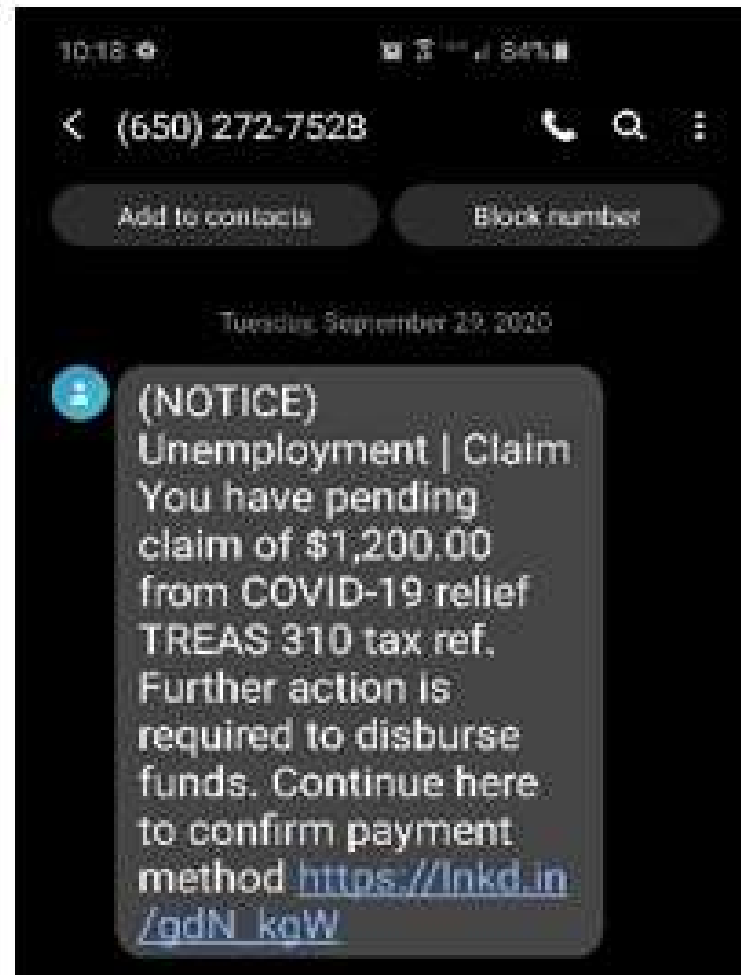 10:18
84%
(650) 272-7528
Add to contacts
Block number
Tuesday, September 29, 2020
(NOTICE)
Unemployment | Claim
You have pending
claim of $1,200.00
from COVID-19 relief
TREAS 310 tax ref.
Further action is
required to disburse
funds. Continue here
to confirm payment
method https://lnkd.in
/gdN_kgW